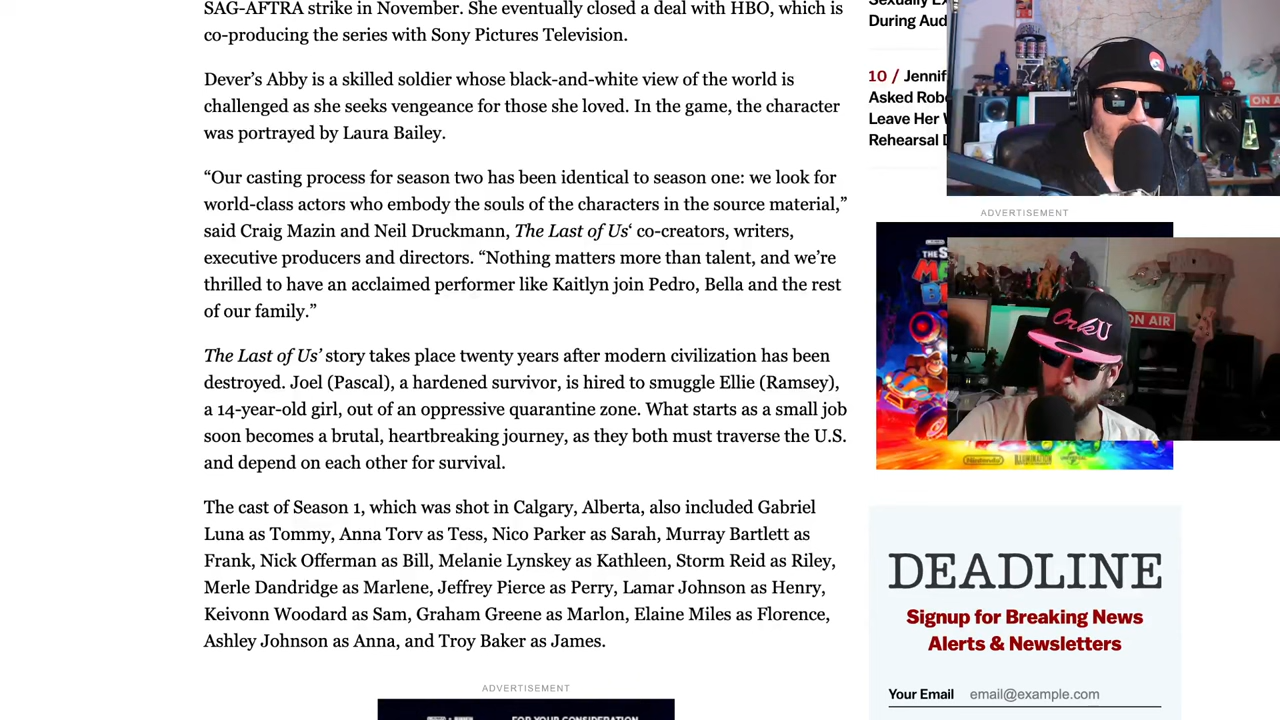 SAG-AFTRA strike in November. She eventually closed a deal with HBO, which is
co-producing the series with Sony Pictures Television.
Dever’s Abby is a skilled soldier whose black-and-white view of the world is
challenged as she seeks vengeance for those she loved. In the game, the character
was portrayed by Laura Bailey.
“Our casting process for season two has been identical to season one: we look for
world-class actors who embody the souls of the characters in the source material,”
said Craig Mazin and Neil Druckmann, The Last of Us‘ co-creators, writers,
executive producers and directors. “Nothing matters more than talent, and we’re
thrilled to have an acclaimed performer like Kaitlyn join Pedro, Bella and the rest
of our family.”
The Last of Us’ story takes place twenty years after modern civilization has been
destroyed. Joel (Pascal), a hardened survivor, is hired to smuggle Ellie (Ramsey),
a 14-year-old girl, out of an oppressive quarantine zone. What starts as a small job
soon becomes a brutal, heartbreaking journey, as they both must traverse the U.S.
and depend on each other for survival.
The cast of Season 1, which was shot in Calgary, Alberta, also included Gabriel
Luna as Tommy, Anna Torv as Tess, Nico Parker as Sarah, Murray Bartlett as
Frank, Nick Offerman as Bill, Melanie Lynskey as Kathleen, Storm Reid as Riley,
Merle Dandridge as Marlene, Jeffrey Pierce as Perry, Lamar Johnson as Henry,
Keivonn Woodard as Sam, Graham Greene as Marlon, Elaine Miles as Florence,
Ashley Johnson as Anna, and Troy Baker as James.
ADVERTISEMENT
FOR YOUR CONSIDERATION
Sexually Ex
During Aud
10 / Jennif
Asked Rob
Leave Her
Rehearsal
ON A
ADVERTISEMENT
THE S
OrkU
ON AIR
Nintendo
ILLUMINATION
DEADLINE
Signup for Breaking News
Alerts & Newsletters
Your Email email@example.com